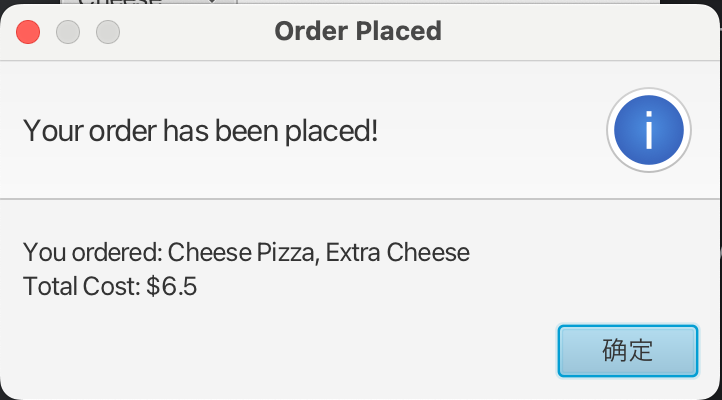 Cheese
Order Placed
Your order has been placed!
i
You ordered: Cheese Pizza, Extra Cheese
Total Cost: $6.5
确定